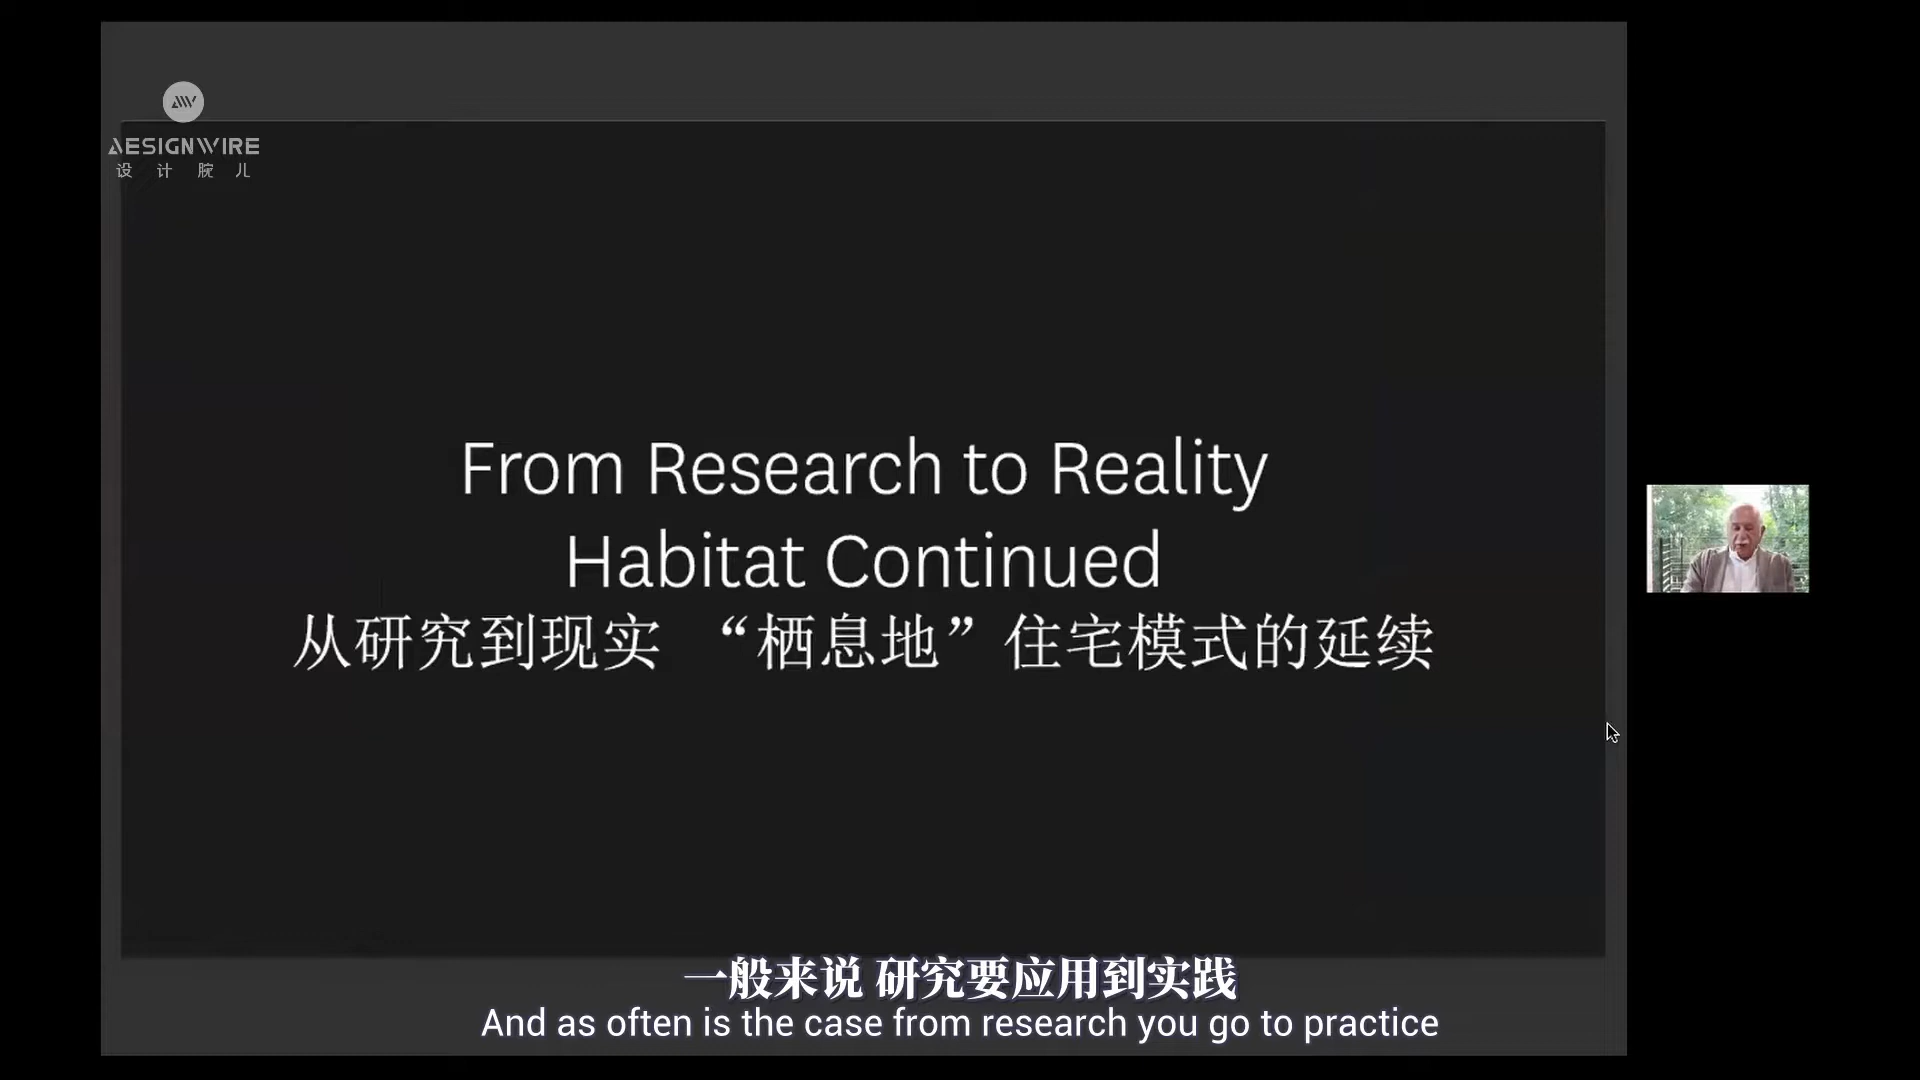 AESIGNWIRE
设计脘儿
From Research to Reality
Habitat Continued
从研究到现实 “栖息地”住宅模式的延续
一般来说 研究要应用到实践
And as often is the case from research you go to practice